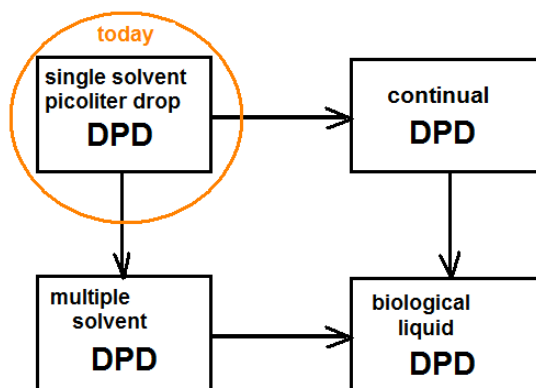 today
single solvent
picoliter drop
DPD
continual
DPD
multiple
solvent
DPD
biological
liquid
DPD